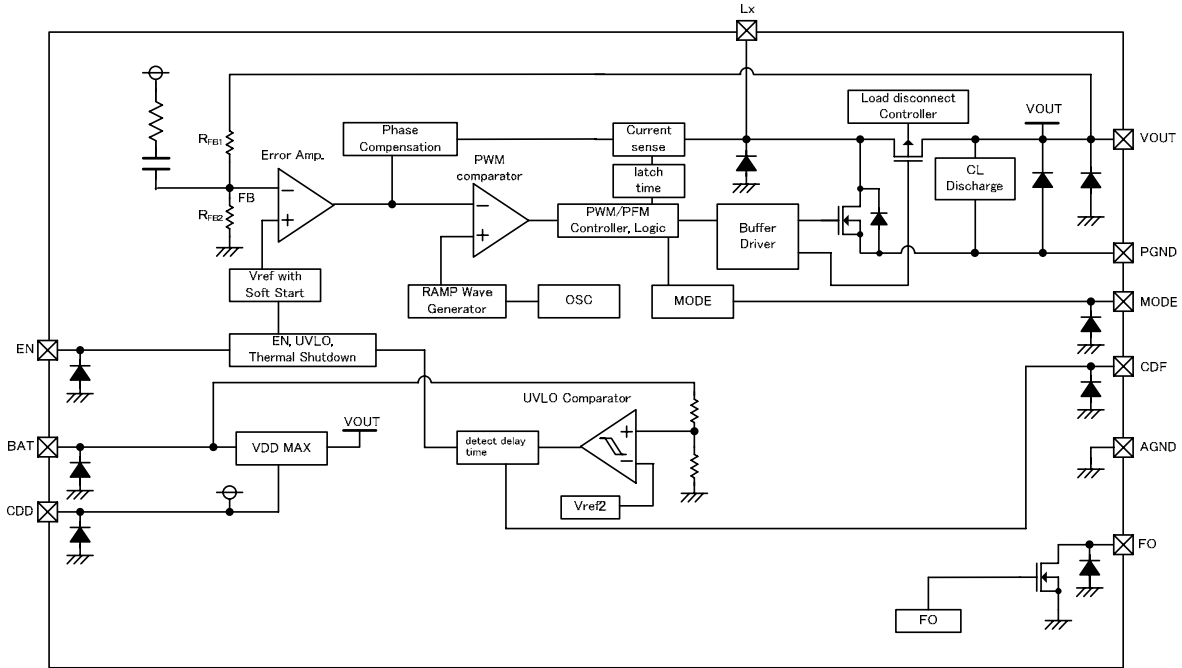 Lx
Load disconnect
Controller
VOUT
VOUT
RFB1
Phase
Compensation
Current
sense
Error Amp.
PWM
comparator
latch
time
CL
Discharge
FB
RFB2
PWM/PFM
Controller, Logic
Buffer
Driver
PGND
Vref with
Soft Start
RAMP Wave
Generator
OSC
MODE
MODE
EN
EN, UVLO,
Thermal Shutdown
CDF
UVLO Comparator
VOUT
BAT
VDD MAX
detect delay
time
AGND
Vref2
CDD
FO
FO